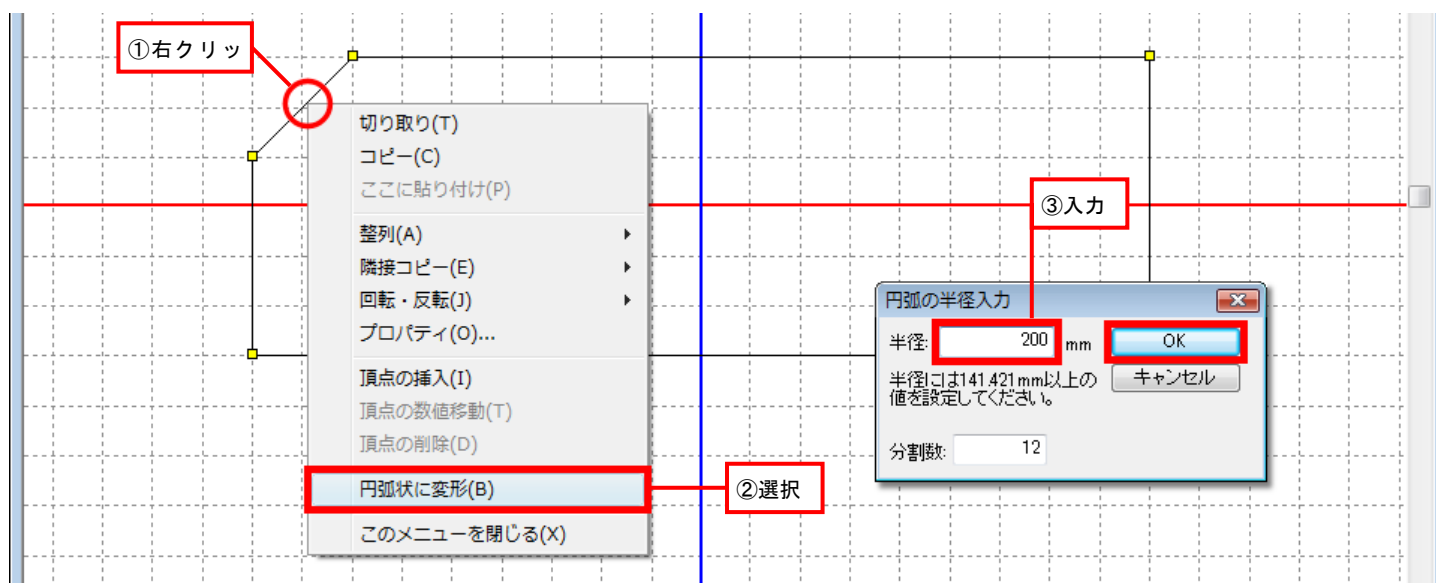 ①右クリッ
切り取り(T)
コピー(C)
ここに貼り付け(P)
整列(A)
隣接コピー(E)
回転・反転(J)
プロパティ(O)...
頂点の挿入(I)
頂点の数値移動(T)
頂点の削除(D)
円弧状に変形(B)
このメニューを閉じる(X)
②選択
③入力
円弧の半径入力
半径: 200 mm OK
半径には141.421mm以上の キャンセル
値を設定してください。
分割数: 12